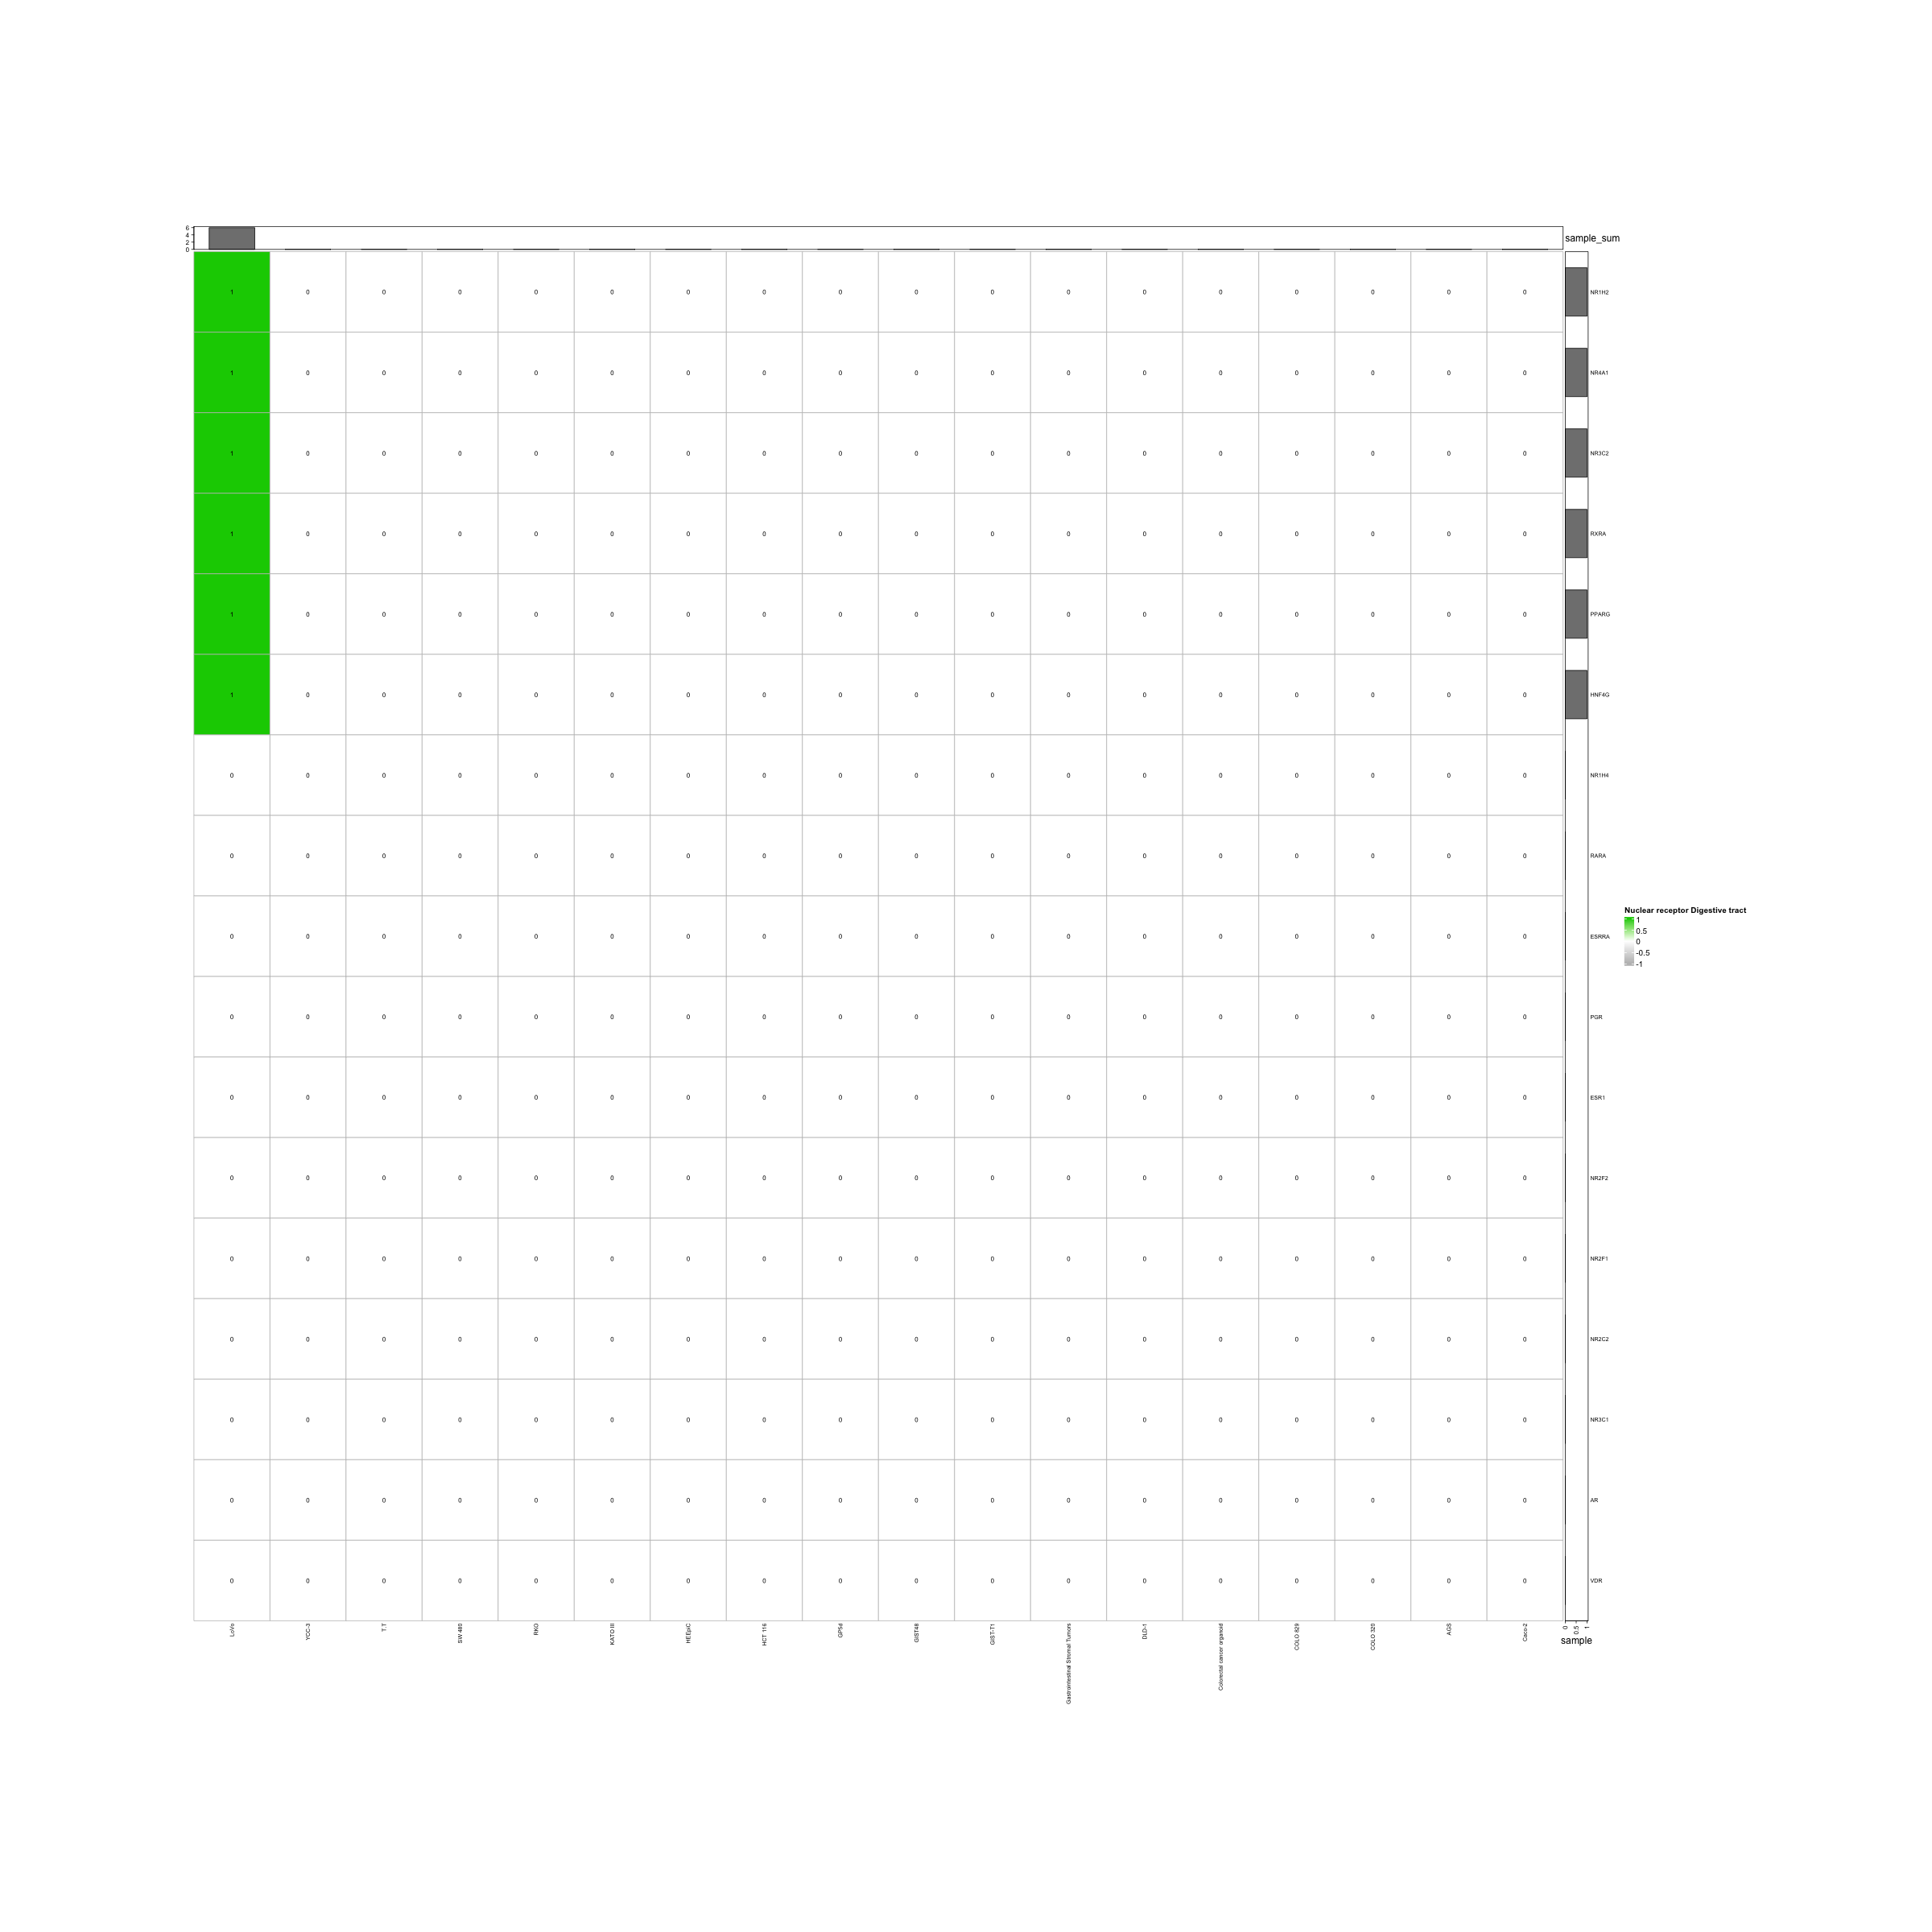 6
4
2
0
sample_sum
1 0 0 0 0 0 0 0 0 0 0 0 0 0 0 0 0 0 NR1H2
1 0 0 0 0 0 0 0 0 0 0 0 0 0 0 0 0 0 NR4A1
1 0 0 0 0 0 0 0 0 0 0 0 0 0 0 0 0 0 NR3C2
1 0 0 0 0 0 0 0 0 0 0 0 0 0 0 0 0 0 RXRA
1 0 0 0 0 0 0 0 0 0 0 0 0 0 0 0 0 0 PPARG
1 0 0 0 0 0 0 0 0 0 0 0 0 0 0 0 0 0 HNF4G
0 0 0 0 0 0 0 0 0 0 0 0 0 0 0 0 0 0 NR1H4
0 0 0 0 0 0 0 0 0 0 0 0 0 0 0 0 0 0 RARA
0 0 0 0 0 0 0 0 0 0 0 0 0 0 0 0 0 0 ESRRA
0 0 0 0 0 0 0 0 0 0 0 0 0 0 0 0 0 0 PGR
0 0 0 0 0 0 0 0 0 0 0 0 0 0 0 0 0 0 ESR1
0 0 0 0 0 0 0 0 0 0 0 0 0 0 0 0 0 0 NR2F2
0 0 0 0 0 0 0 0 0 0 0 0 0 0 0 0 0 0 NR2F1
0 0 0 0 0 0 0 0 0 0 0 0 0 0 0 0 0 0 NR2C2
0 0 0 0 0 0 0 0 0 0 0 0 0 0 0 0 0 0 NR3C1
0 0 0 0 0 0 0 0 0 0 0 0 0 0 0 0 0 0 AR
0 0 0 0 0 0 0 0 0 0 0 0 0 0 0 0 0 0 VDR
LoVo
YCC-3
T.T
SW 480
RKO
KATO III
HEEpiC
HCT 116
GP5d
GIST48
GIST-T1
Gastrointestinal Stromal Tumors
DLD-1
Colorectal cancer organoid
COLO 829
COLO 320
AGS
Caco-2
0
0.5
1
sample
Nuclear receptor Digestive tract
1
0.5
0
-0.5
-1